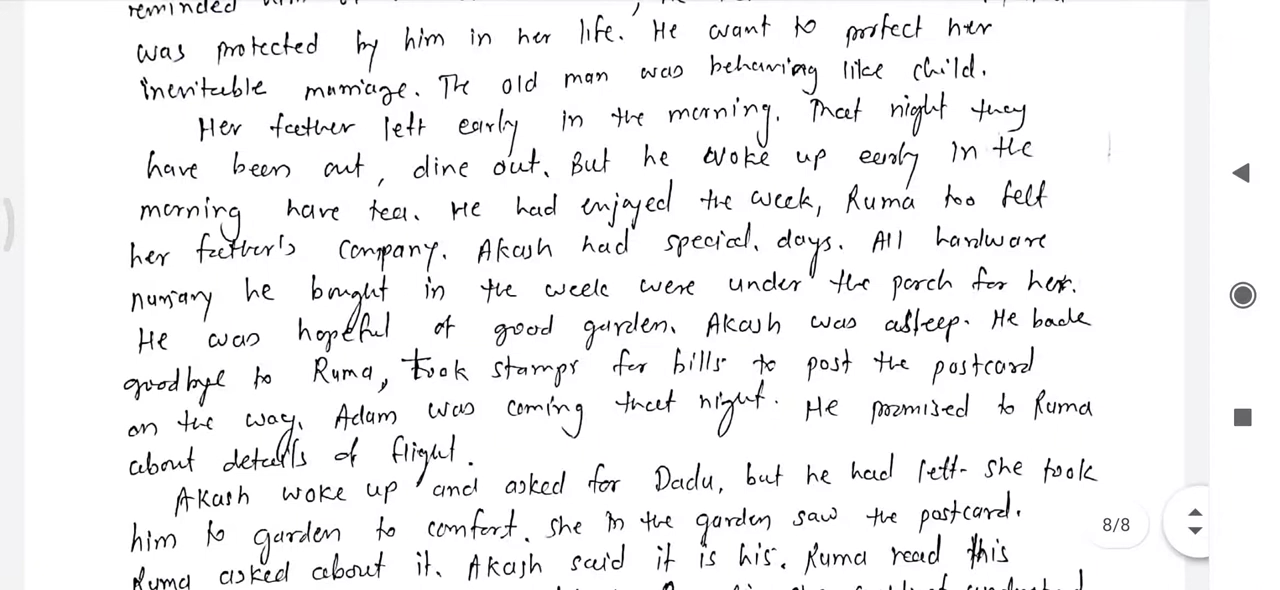 reminded him of
was protected by him in her life. He want to protect her
inevitable marriage. The old man was behaving like child.
Her father left early in the morning. That night they
have been out, dine out. But he woke up early in the
morning have tea. He had enjoyed the week, Ruma too felt
her father's company. Akash had special. days. All hardware
nursary he bought in the week were under the porch for her.
He was hopeful of good garden. Akash was asleep. He bade
goodbye to Ruma, took stamps for bills to post the postcard
on the way. Adam was coming that night. He promised to Ruma
about details of flight.
Akash woke up and asked for Dadu, but he had left. She took
him to garden to comfort. She in the garden saw the postcard.
8/8
Ruma asked about it. Akash said it is his. Ruma read this